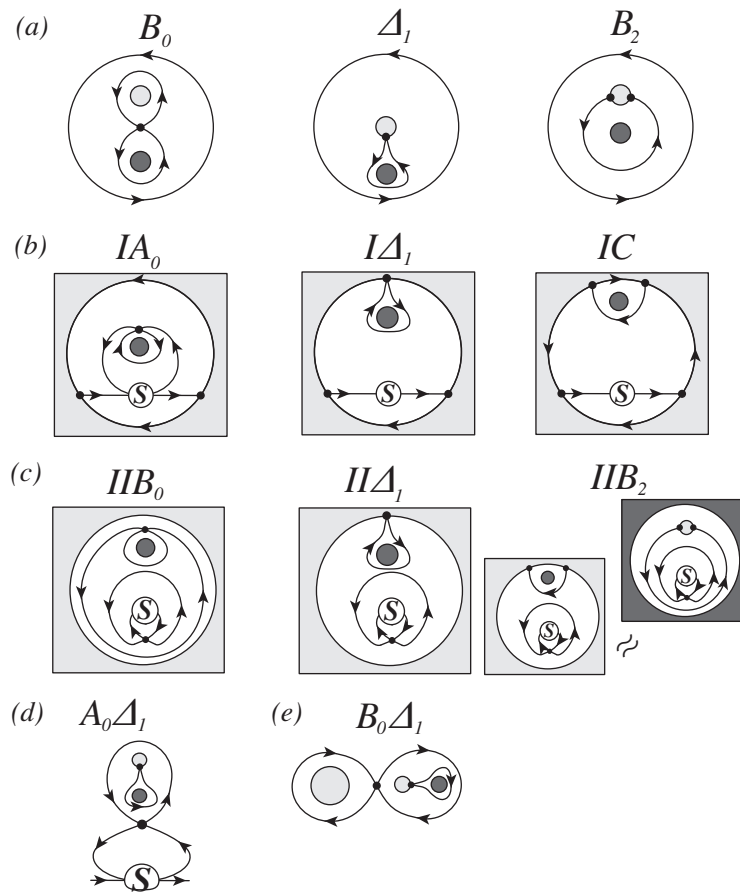 (a) B₀ Δ₁ B₂
(b) IA₀ IΔ₁ IC
S S S
(c) IIB₀ IIΔ₁ IIB₂
S S S S
(d) A₀Δ₁ (e) B₀Δ₁
S